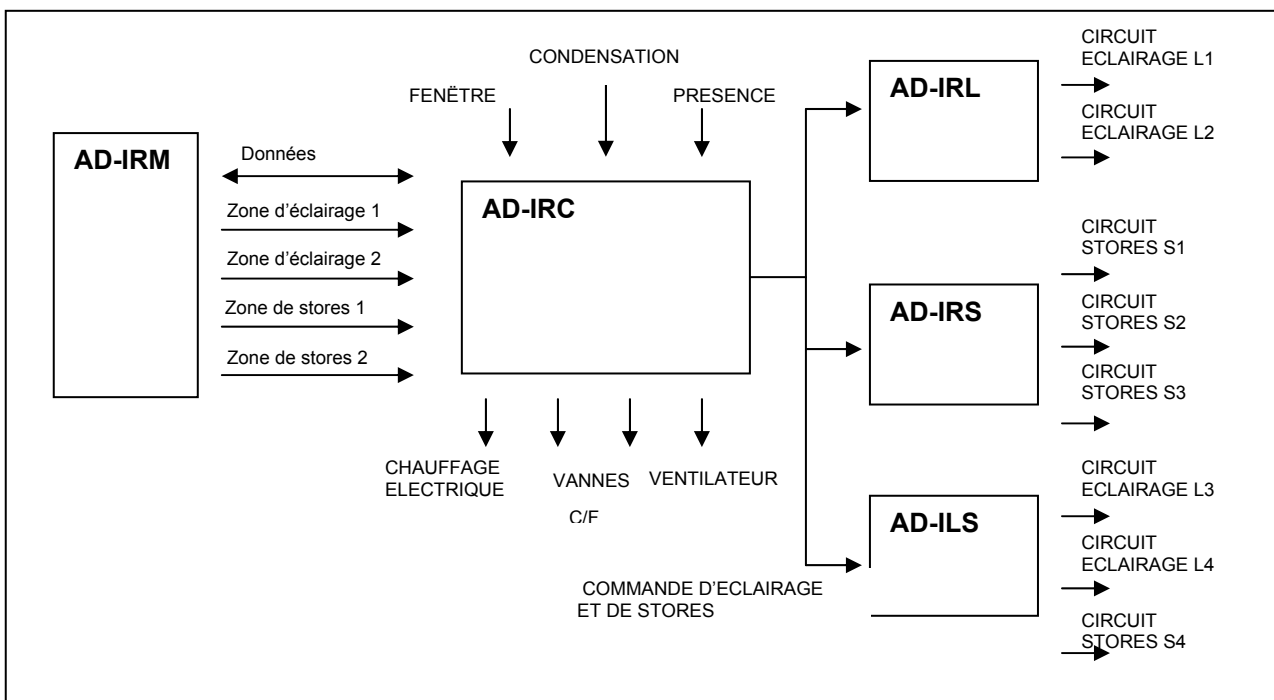 CONDENSATION
FENËTRE
PRESENCE
AD-IRM
Données
Zone d'éclairage 1
Zone d'éclairage 2
Zone de stores 1
Zone de stores 2
AD-IRC
CHAUFFAGE
ELECTRIQUE
VANNES
C/F
VENTILATEUR
COMMANDE D'ECLAIRAGE
ET DE STORES
AD-IRL
CIRCUIT
ECLAIRAGE L1
CIRCUIT
ECLAIRAGE L2
AD-IRS
CIRCUIT
STORES S1
CIRCUIT
STORES S2
CIRCUIT
STORES S3
AD-ILS
CIRCUIT
ECLAIRAGE L3
CIRCUIT
ECLAIRAGE L4
CIRCUIT
STORES S4